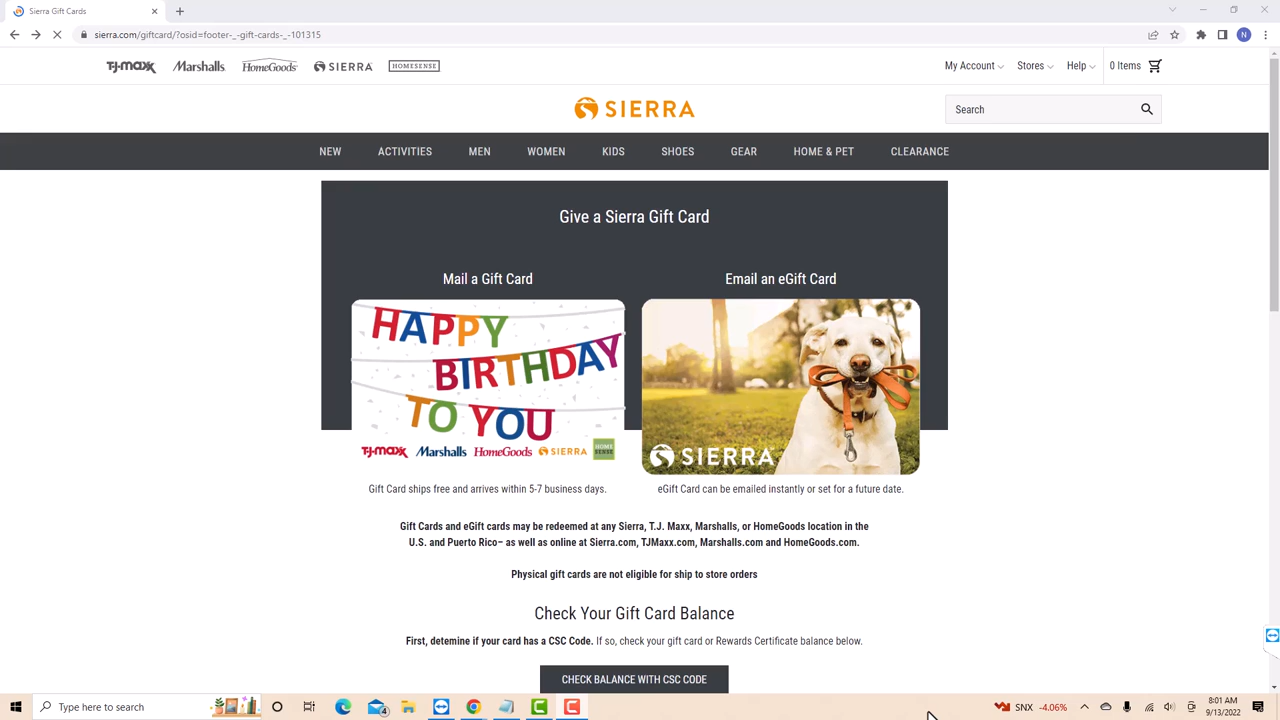 Sierra Gift Cards
sierra.com/giftcard/?osid=footer-_-gift-cards-_-101315
N
T·J·maxx Marshalls HomeGoods SIERRA HOMESENSE
My Account Stores Help 0 Items
SIERRA
Search
NEW ACTIVITIES MEN WOMEN KIDS SHOES GEAR HOME & PET CLEARANCE
Give a Sierra Gift Card
Mail a Gift Card
Email an eGift Card
HAPPY
BIRTHDAY
TO YOU
T·J·maxx Marshalls HomeGoods SIERRA HOME SENSE
SIERRA
Gift Card ships free and arrives within 5-7 business days.
eGift Card can be emailed instantly or set for a future date.
Gift Cards and eGift cards may be redeemed at any Sierra, T.J. Maxx, Marshalls, or HomeGoods location in the
U.S. and Puerto Rico– as well as online at Sierra.com, TJMaxx.com, Marshalls.com and HomeGoods.com.
Physical gift cards are not eligible for ship to store orders
Check Your Gift Card Balance
First, detemine if your card has a CSC Code. If so, check your gift card or Rewards Certificate balance below.
CHECK BALANCE WITH CSC CODE
Type here to search
4
SNX -4.06%
8:01 AM
9/13/2022